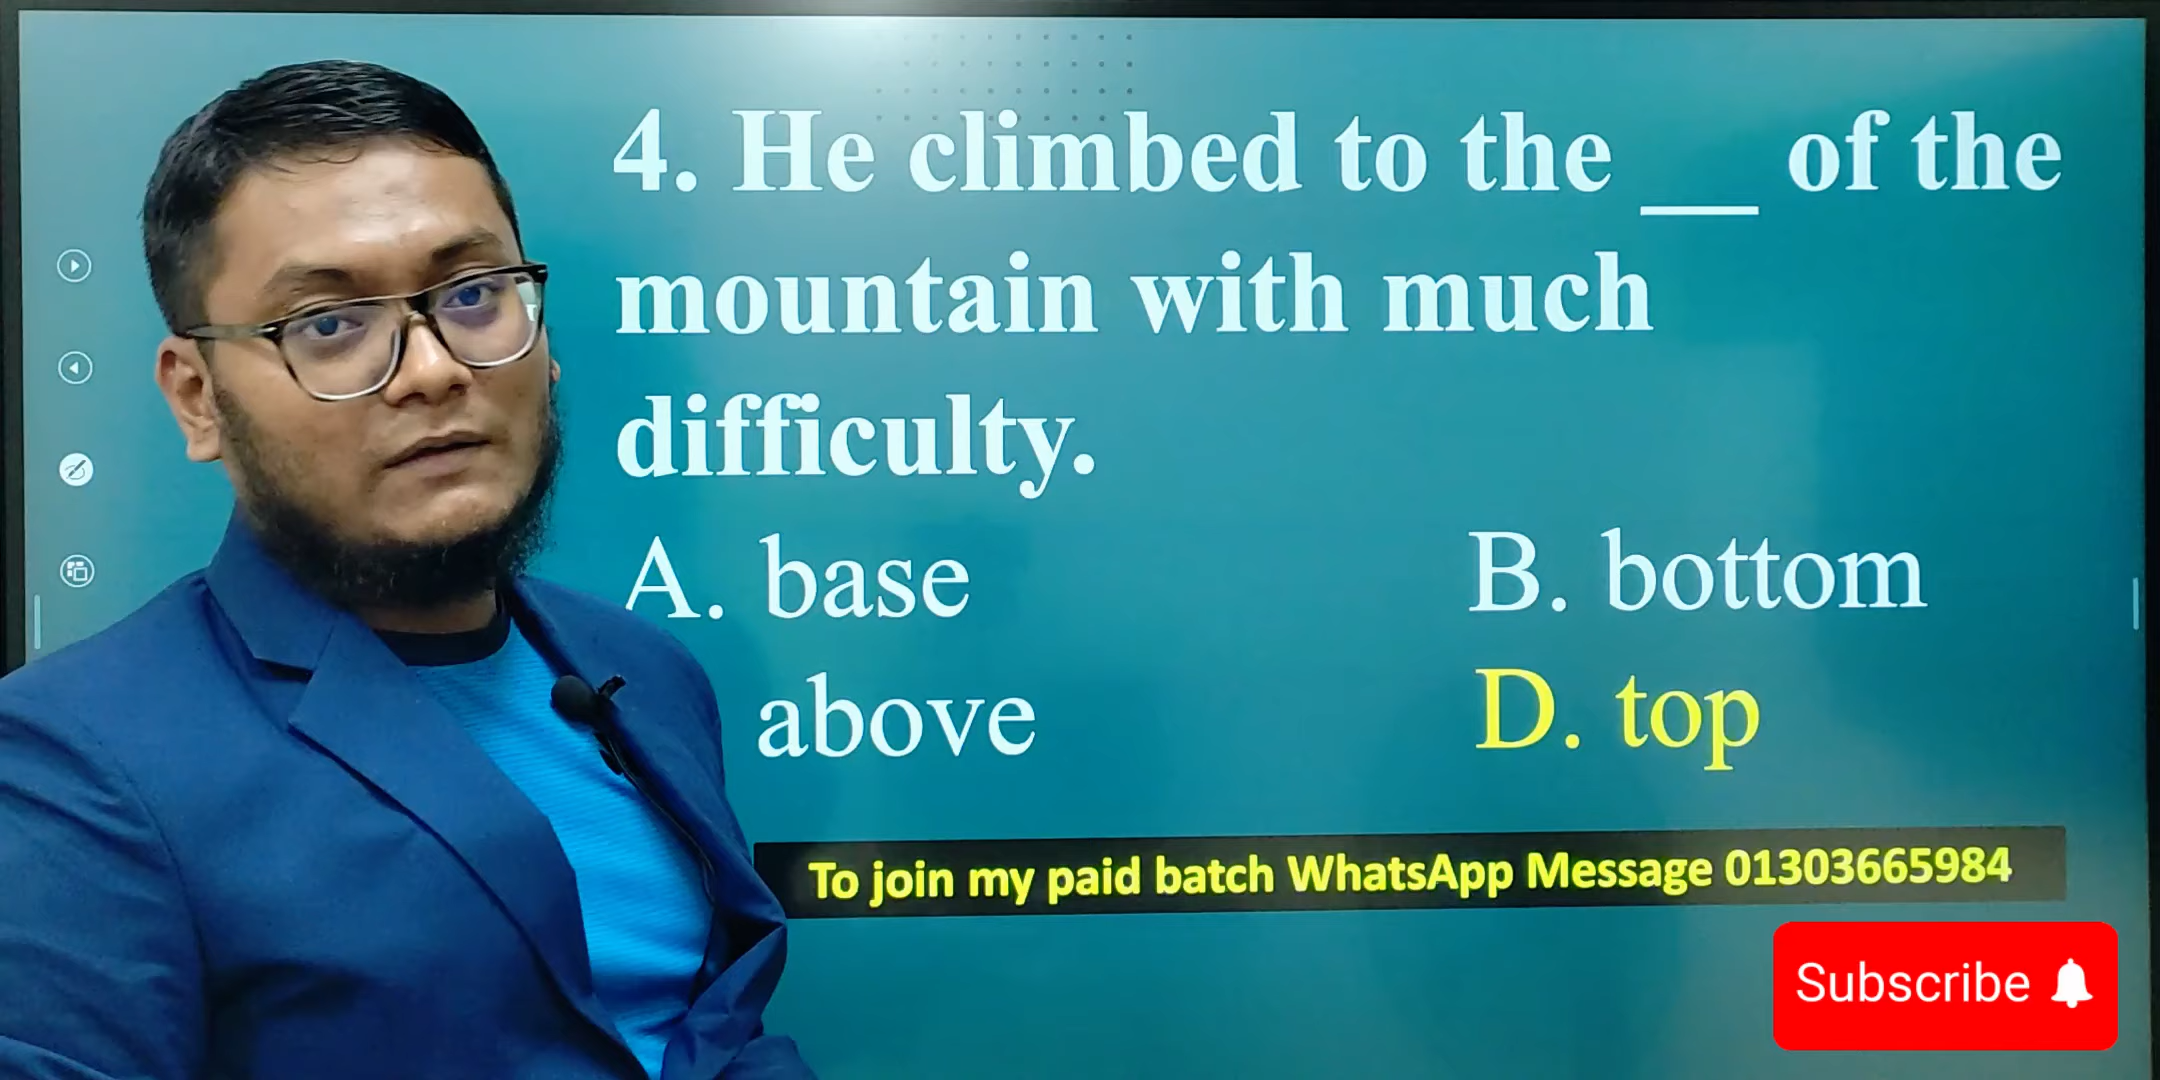 4. He climbed to the ___ of the
mountain with much
difficulty.
A. base
B. bottom
above
D. top
To join my paid batch WhatsApp Message 01303665984
Subscribe